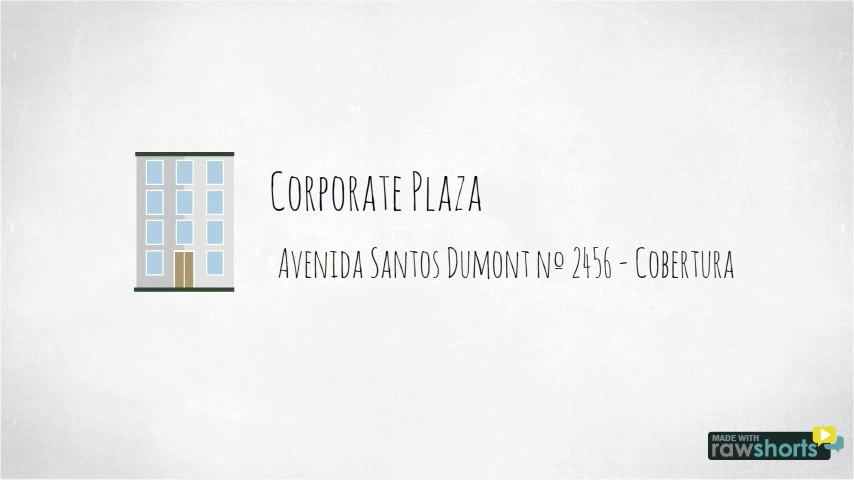 Corporate Plaza
Avenida Santos Dumont nº 2456 - Cobertura
MADE WITH
rawshorts